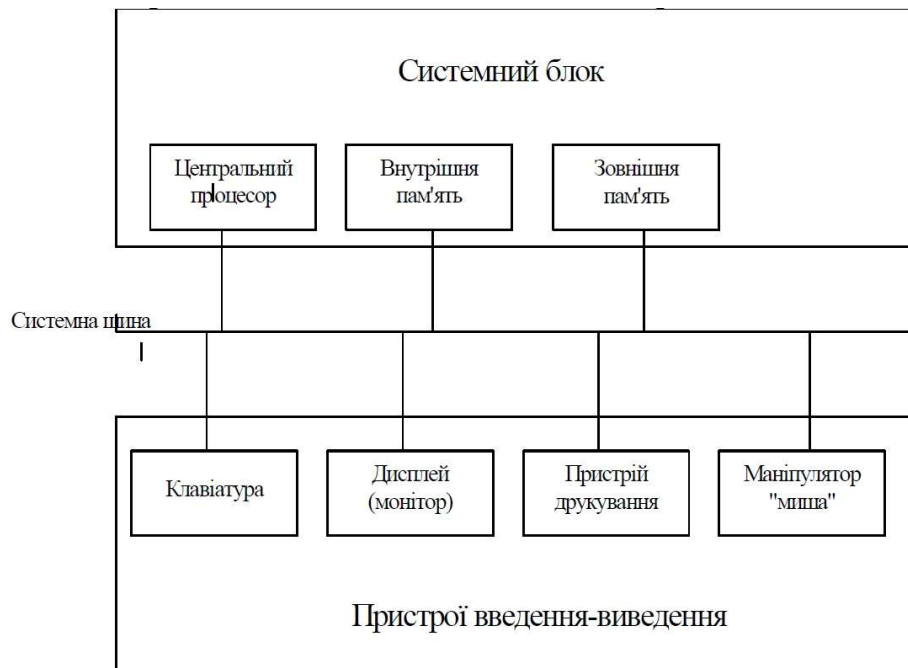 Системний блок
Центральний
процесор
Внутрішня
пам'ять
Зовнішня
пам'ять
Системна шина
Клавіатура
Дисплей
(монітор)
Пристрій
друкування
Маніпулятор
"миша"
Пристрої введення-виведення